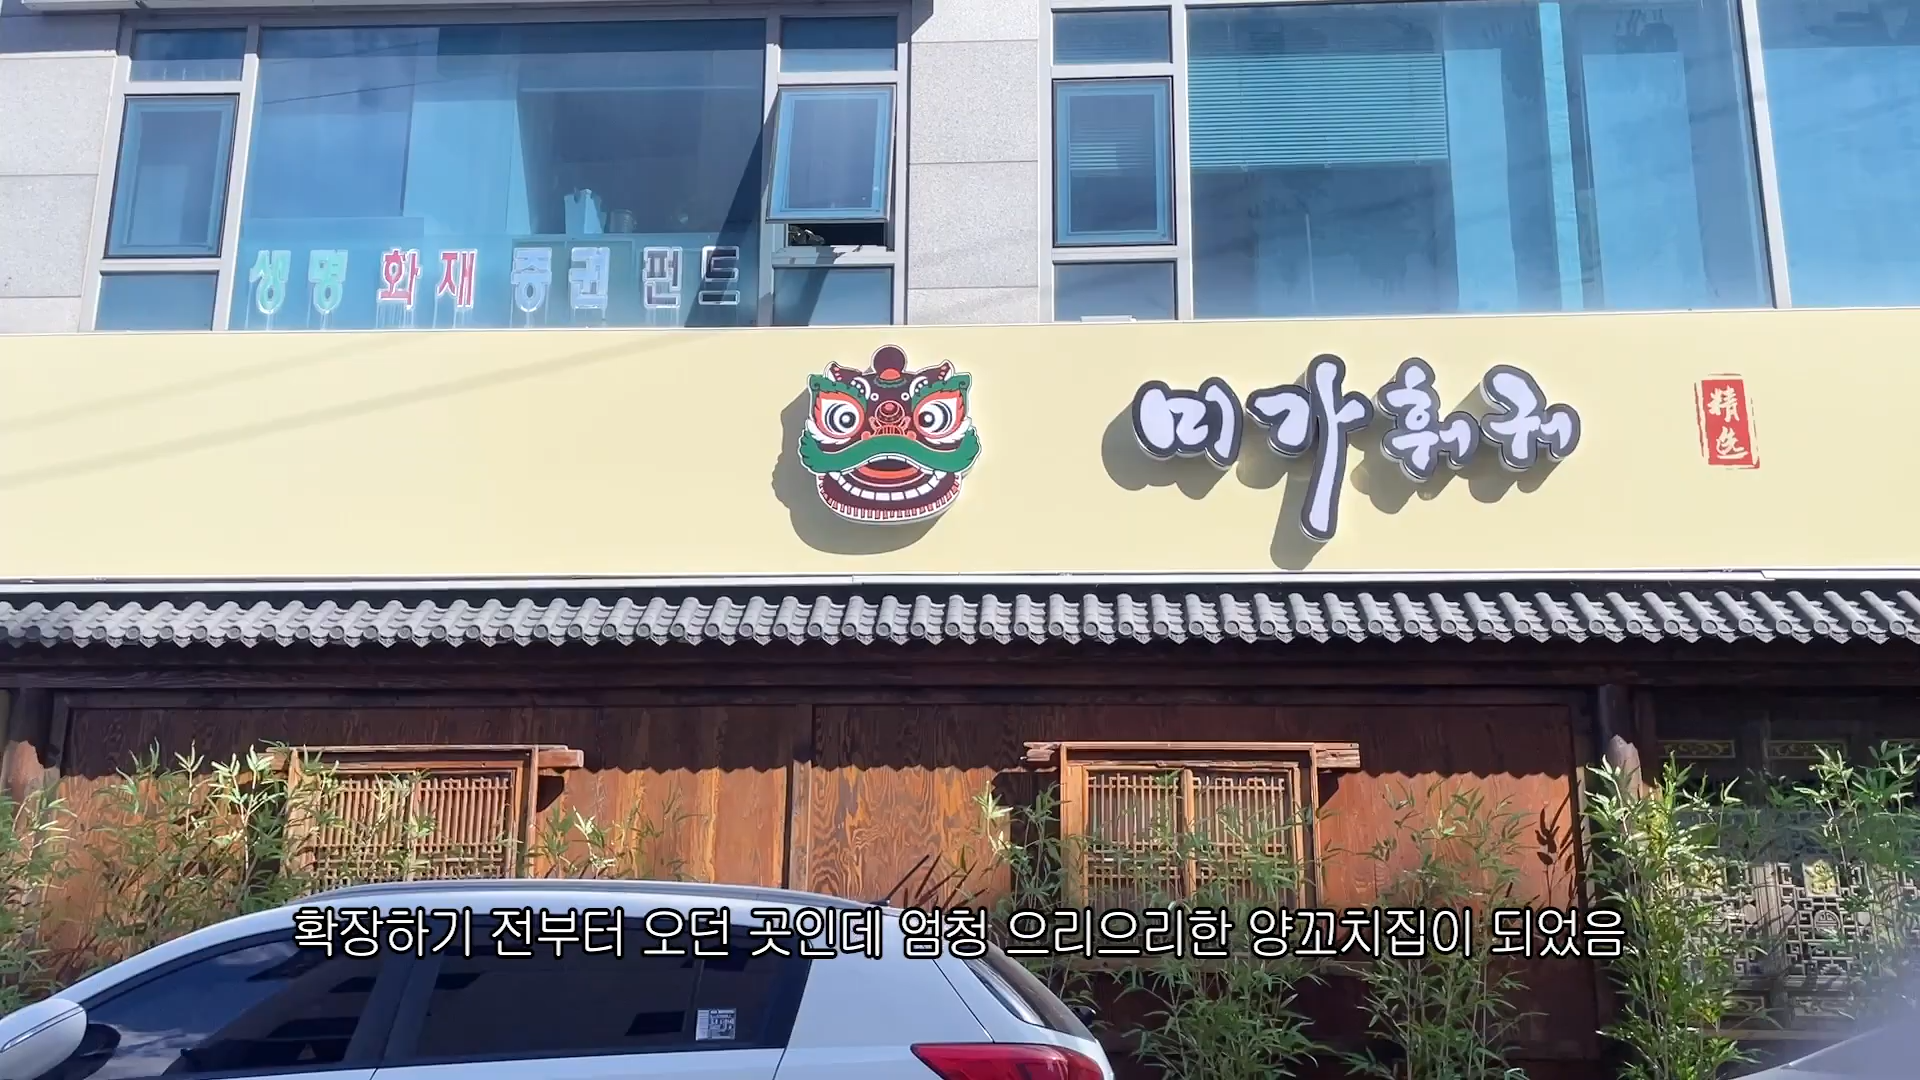 생명 화재 증권 펀드
미가훠궈
精选
확장하기 전부터 오던 곳인데 엄청 으리으리한 양꼬치집이 되었음